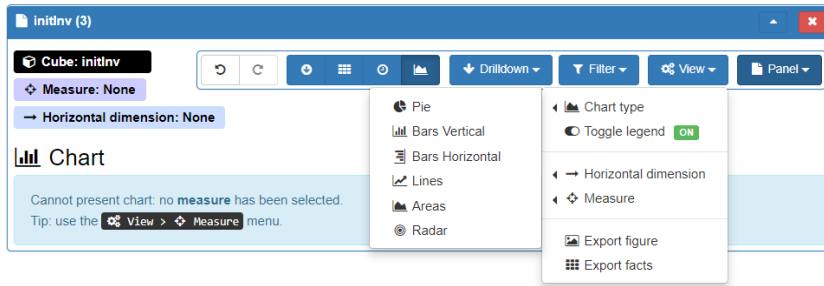 initInv (3)
Cube: initInv
Drilldown
Filter
View
Panel
Measure: None
Horizontal dimension: None
Pie
Bars Vertical
Bars Horizontal
Lines
Areas
Radar
Chart type
Toggle legend ON
Horizontal dimension
Measure
Export figure
Export facts
Chart
Cannot present chart: no measure has been selected.
Tip: use the View > Measure menu.